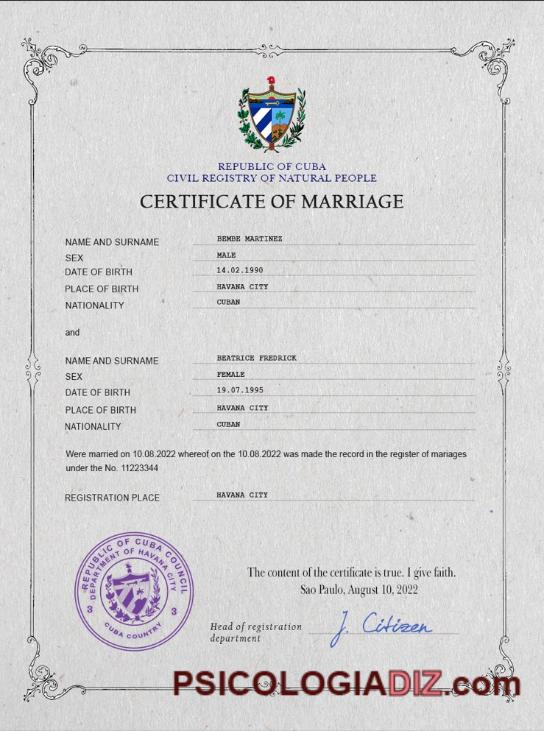 REPUBLIC OF CUBA
CIVIL REGISTRY OF NATURAL PEOPLE
CERTIFICATE OF MARRIAGE
NAME AND SURNAME BEMBE MARTINEZ
SEX MALE
DATE OF BIRTH 14.02.1990
PLACE OF BIRTH HAVANA CITY
NATIONALITY CUBAN
and
NAME AND SURNAME BEATRICE FREDRICK
SEX FEMALE
DATE OF BIRTH 19.07.1995
PLACE OF BIRTH HAVANA CITY
NATIONALITY CUBAN
Were married on 10.08.2022 whereof on the 10.08.2022 was made the record in the register of mariages
under the No. 11223344
REGISTRATION PLACE HAVANA CITY
REPUBLIC OF CUBA COUNCIL
DEPARTMENT OF HAVANA CITY
3 3
CUBA COUNTRY
The content of the certificate is true. I give faith.
Sao Paulo, August 10, 2022
Head of registration
department
J. Citizen
PSICOLOGIADIZ.com